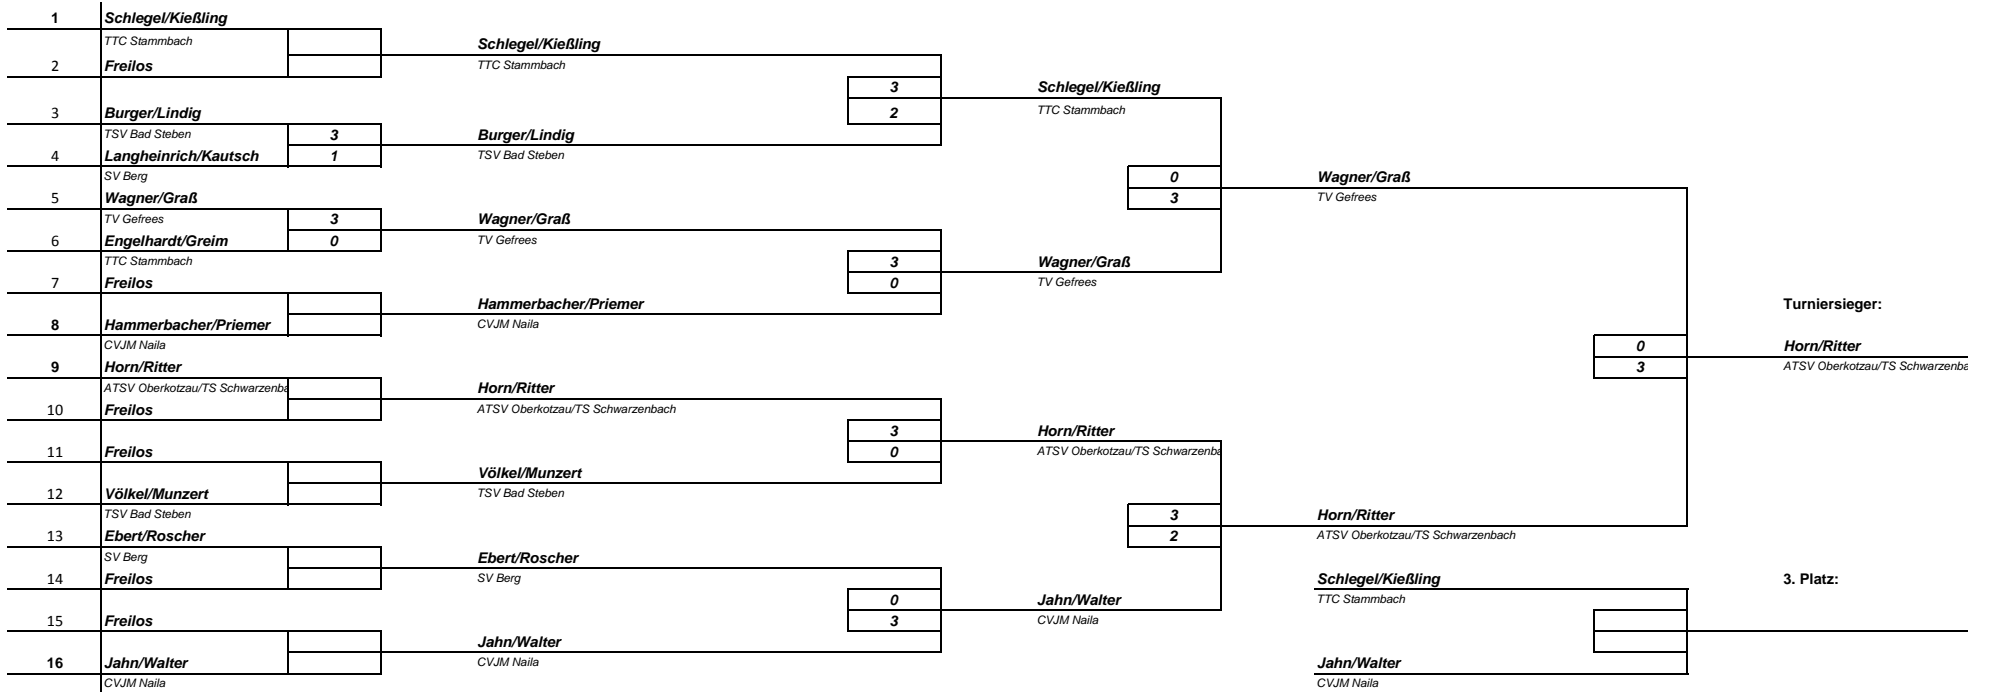 1 Schlegel/Kießling
TTC Stammbach
Schlegel/Kießling
2 Freilos
TTC Stammbach
3 Schlegel/Kießling
3 Burger/Lindig 2 TTC Stammbach
TSV Bad Steben 3 Burger/Lindig
4 Langheinrich/Kautsch 1 TSV Bad Steben
SV Berg 0 Wagner/Graß
5 Wagner/Graß 3 TV Gefrees
TV Gefrees 3 Wagner/Graß
6 Engelhardt/Greim 0 TV Gefrees
TTC Stammbach 3 Wagner/Graß
7 Freilos 0 TV Gefrees
Hammerbacher/Priemer Turniersieger:
8 Hammerbacher/Priemer CVJM Naila
CVJM Naila 0 Horn/Ritter
9 Horn/Ritter 3 ATSV Oberkotzau/TS Schwarzenba
ATSV Oberkotzau/TS Schwarzenba Horn/Ritter
10 Freilos ATSV Oberkotzau/TS Schwarzenbach
3 Horn/Ritter
11 Freilos 0 ATSV Oberkotzau/TS Schwarzenba
Völkel/Munzert
12 Völkel/Munzert TSV Bad Steben
TSV Bad Steben 3 Horn/Ritter
13 Ebert/Roscher 2 ATSV Oberkotzau/TS Schwarzenbach
SV Berg Ebert/Roscher
14 Freilos SV Berg Schlegel/Kießling 3. Platz:
0 Jahn/Walter TTC Stammbach
15 Freilos 3 CVJM Naila
Jahn/Walter
16 Jahn/Walter CVJM Naila Jahn/Walter
CVJM Naila CVJM Naila